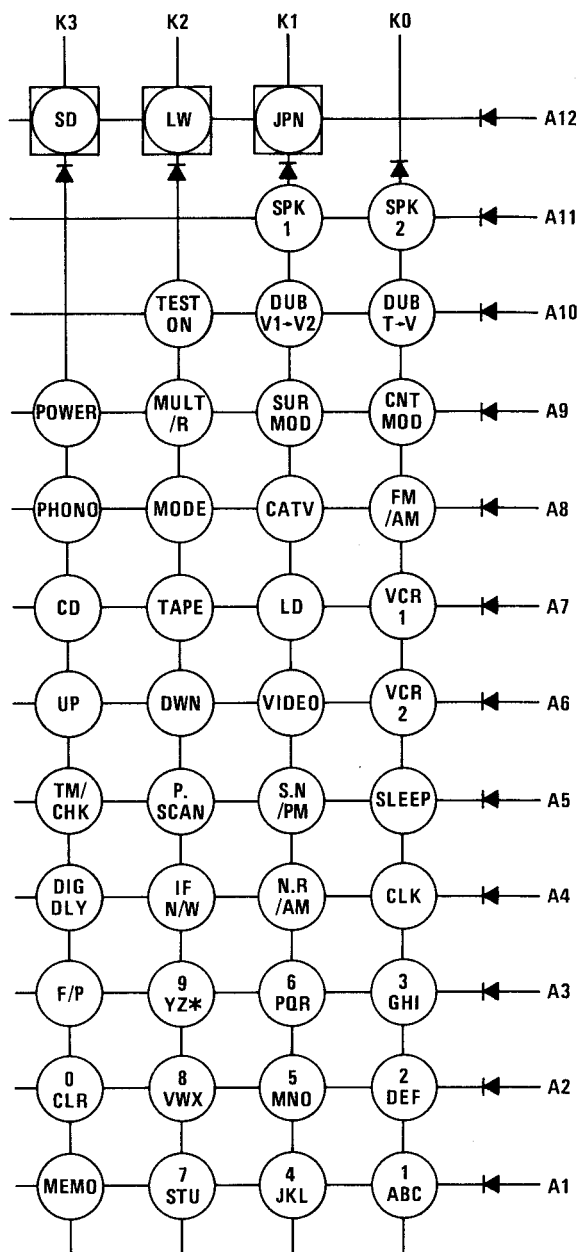 K3 K2 K1 K0
SD LW JPN A12
SPK 1 SPK 2 A11
TEST ON DUB V1→V2 DUB T→V A10
POWER MULT /R SUR MOD CNT MOD A9
PHONO MODE CATV FM /AM A8
CD TAPE LD VCR 1 A7
UP DWN VIDEO VCR 2 A6
TM/ CHK P. SCAN S.N /PM SLEEP A5
DIG DLY IF N/W N.R /AM CLK A4
F/P 9 YZ* 6 PQR 3 GHI A3
0 CLR 8 VWX 5 MNO 2 DEF A2
MEMO 7 STU 4 JKL 1 ABC A1